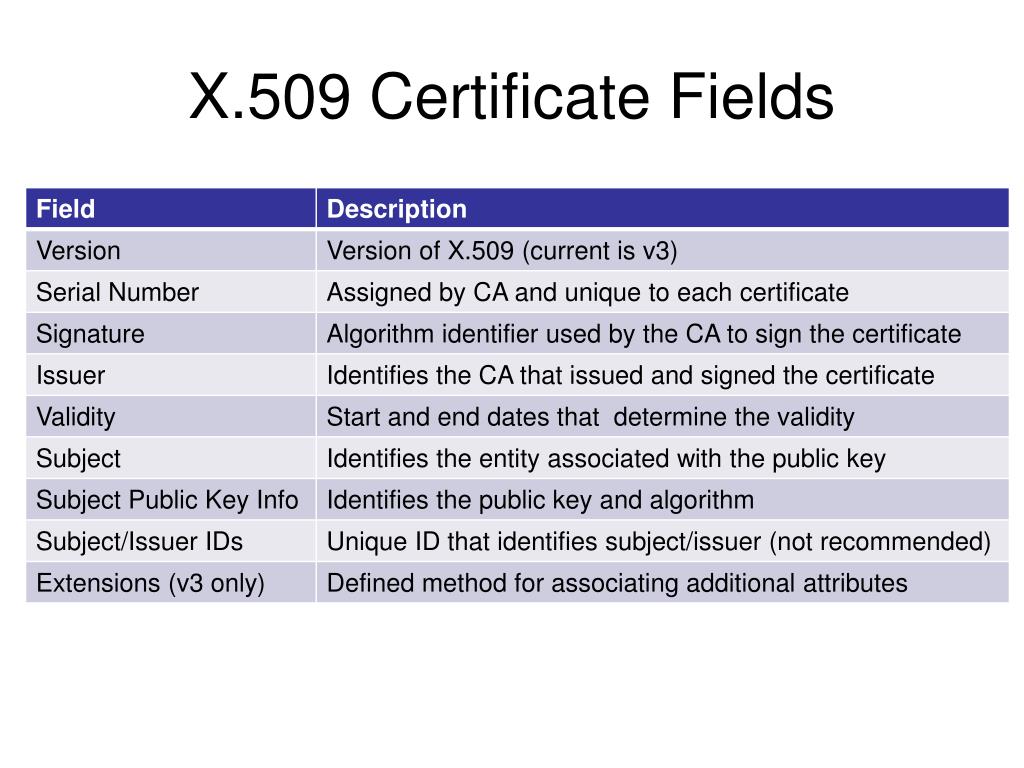 X.509 Certificate Fields
Field Description
Version Version of X.509 (current is v3)
Serial Number Assigned by CA and unique to each certificate
Signature Algorithm identifier used by the CA to sign the certificate
Issuer Identifies the CA that issued and signed the certificate
Validity Start and end dates that  determine the validity
Subject Identifies the entity associated with the public key
Subject Public Key Info Identifies the public key and algorithm
Subject/Issuer IDs Unique ID that identifies subject/issuer (not recommended)
Extensions (v3 only) Defined method for associating additional attributes